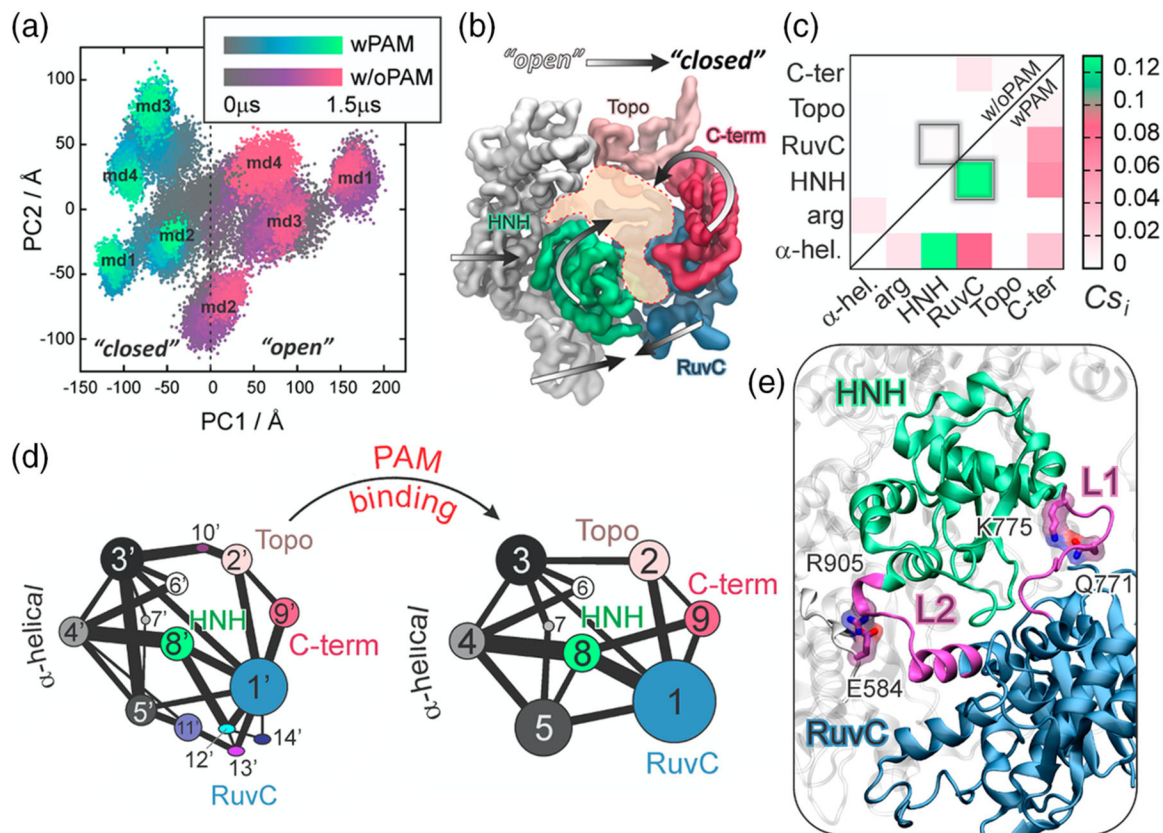 (a)
wPAM
w/oPAM
0μs
1.5μs
100
50
0
-50
-100
PC2 / Å
md3
md4
md2
md1
md4
md1
md3
md2
"closed"
"open"
-150
-100
-50
0
50
100
150
200
PC1 / Å
(b)
"open"
"closed"
Topo
C-term
HNH
RuvC
(c)
C-ter
Topo
RuvC
HNH
arg
α-hel.
w/oPAM
wPAM
α-hel.
arg
HNH
RuvC
Topo
C-ter
0.12
0.1
0.08
0.06
0.04
0.02
0
Csi
(d)
PAM
binding
Topo
10'
3'
2'
6'
7'
HNH
9'
4'
8'
C-term
α-helical
1'
5'
11'
12'
14'
13'
RuvC
Topo
3
2
C-term
6
7
HNH
9
4
8
α-helical
5
1
RuvC
(e)
HNH
L1
K775
R905
Q771
L2
E584
RuvC